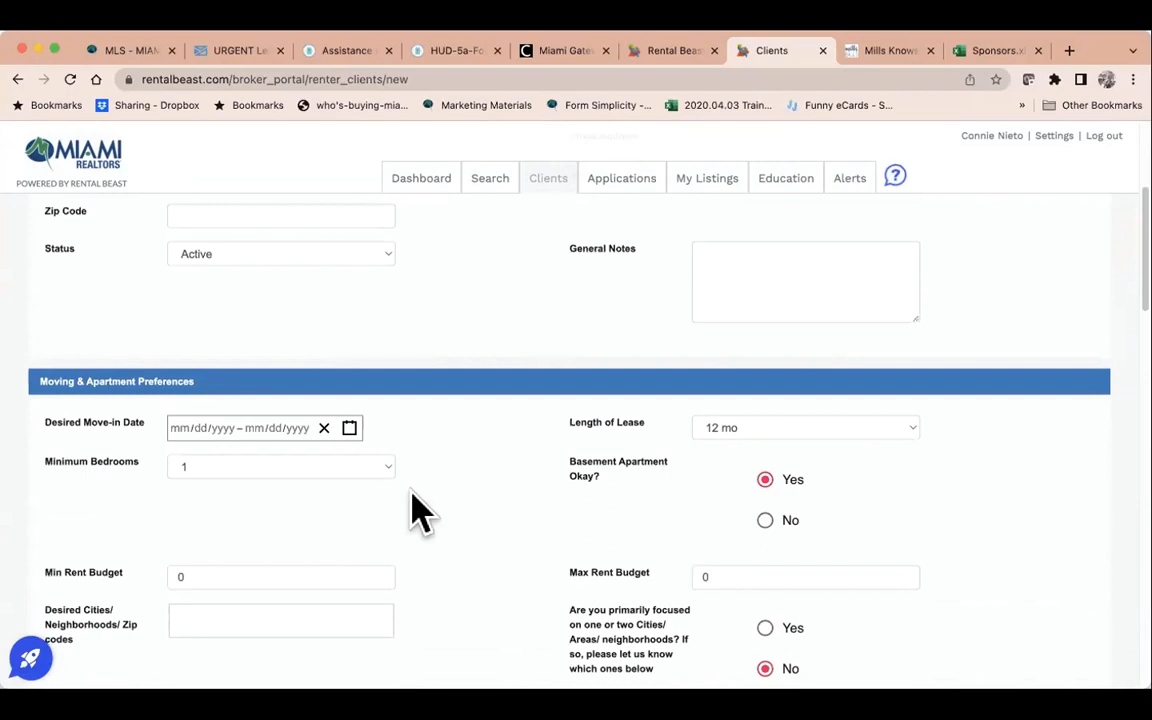 MLS - MIAM
URGENT Le
Assistance
HUD-5a-Fo
Miami Gate
Rental Beas
Clients
Mills Knows
Sponsors.xl
rentalbeast.com/broker_portal/renter_clients/new
Bookmarks
Sharing - Dropbox
Bookmarks
who's-buying-mia...
Marketing Materials
Form Simplicity -...
2020.04.03 Train...
Funny eCards - S...
» Other Bookmarks
MIAMI
REALTORS
POWERED BY RENTAL BEAST
Connie Nieto | Settings | Log out
Dashboard
Search
Clients
Applications
My Listings
Education
Alerts
?
Zip Code
Status
Active
General Notes
Moving & Apartment Preferences
Desired Move-in Date
mm/dd/yyyy – mm/dd/yyyy
Length of Lease
12 mo
Minimum Bedrooms
1
Basement Apartment
Okay?
Yes
No
Min Rent Budget
0
Max Rent Budget
0
Desired Cities/
Neighborhoods/ Zip
codes
Are you primarily focused
on one or two Cities/
Areas/ neighborhoods? If
so, please let us know
which ones below
Yes
No